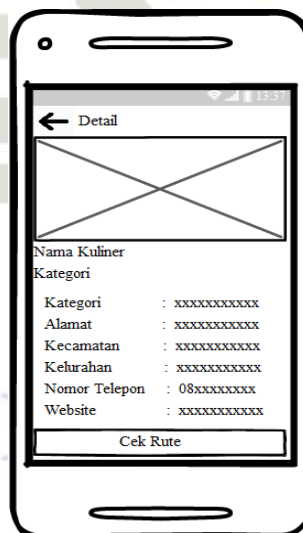 13:37
Detail
Nama Kuliner
Kategori
Kategori : xxxxxxxxxxx
Alamat : xxxxxxxxxxx
Kecamatan : xxxxxxxxxxx
Kelurahan : xxxxxxxxxxx
Nomor Telepon : 08xxxxxxxx
Website : xxxxxxxxxxx
Cek Rute